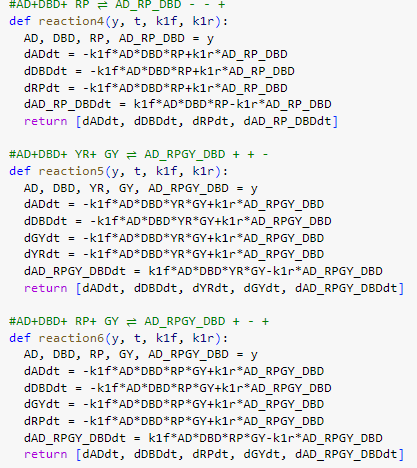 #AD+DBD+ RP ⇌ AD_RP_DBD - - +
def reaction4(y, t, k1f, k1r):
  AD, DBD, RP, AD_RP_DBD = y
  dADdt = -k1f*AD*DBD*RP+k1r*AD_RP_DBD
  dDBDdt = -k1f*AD*DBD*RP+k1r*AD_RP_DBD
  dRPdt = -k1f*AD*DBD*RP+k1r*AD_RP_DBD
  dAD_RP_DBDdt = k1f*AD*DBD*RP-k1r*AD_RP_DBD
  return [dADdt, dDBDdt, dRPdt, dAD_RP_DBDdt]
#AD+DBD+ YR+ GY ⇌ AD_RPGY_DBD + + -
def reaction5(y, t, k1f, k1r):
  AD, DBD, YR, GY, AD_RPGY_DBD = y
  dADdt = -k1f*AD*DBD*YR*GY+k1r*AD_RPGY_DBD
  dDBDdt = -k1f*AD*DBD*YR*GY+k1r*AD_RPGY_DBD
  dGYdt = -k1f*AD*DBD*YR*GY+k1r*AD_RPGY_DBD
  dYRdt = -k1f*AD*DBD*YR*GY+k1r*AD_RPGY_DBD
  dAD_RPGY_DBDdt = k1f*AD*DBD*YR*GY-k1r*AD_RPGY_DBD
  return [dADdt, dDBDdt, dYRdt, dGYdt, dAD_RPGY_DBDdt]
#AD+DBD+ RP+ GY ⇌ AD_RPGY_DBD + - +
def reaction6(y, t, k1f, k1r):
  AD, DBD, RP, GY, AD_RPGY_DBD = y
  dADdt = -k1f*AD*DBD*RP*GY+k1r*AD_RPGY_DBD
  dDBDdt = -k1f*AD*DBD*RP*GY+k1r*AD_RPGY_DBD
  dGYdt = -k1f*AD*DBD*RP*GY+k1r*AD_RPGY_DBD
  dRPdt = -k1f*AD*DBD*RP*GY+k1r*AD_RPGY_DBD
  dAD_RPGY_DBDdt = k1f*AD*DBD*RP*GY-k1r*AD_RPGY_DBD
  return [dADdt, dDBDdt, dRPdt, dGYdt, dAD_RPGY_DBDdt]